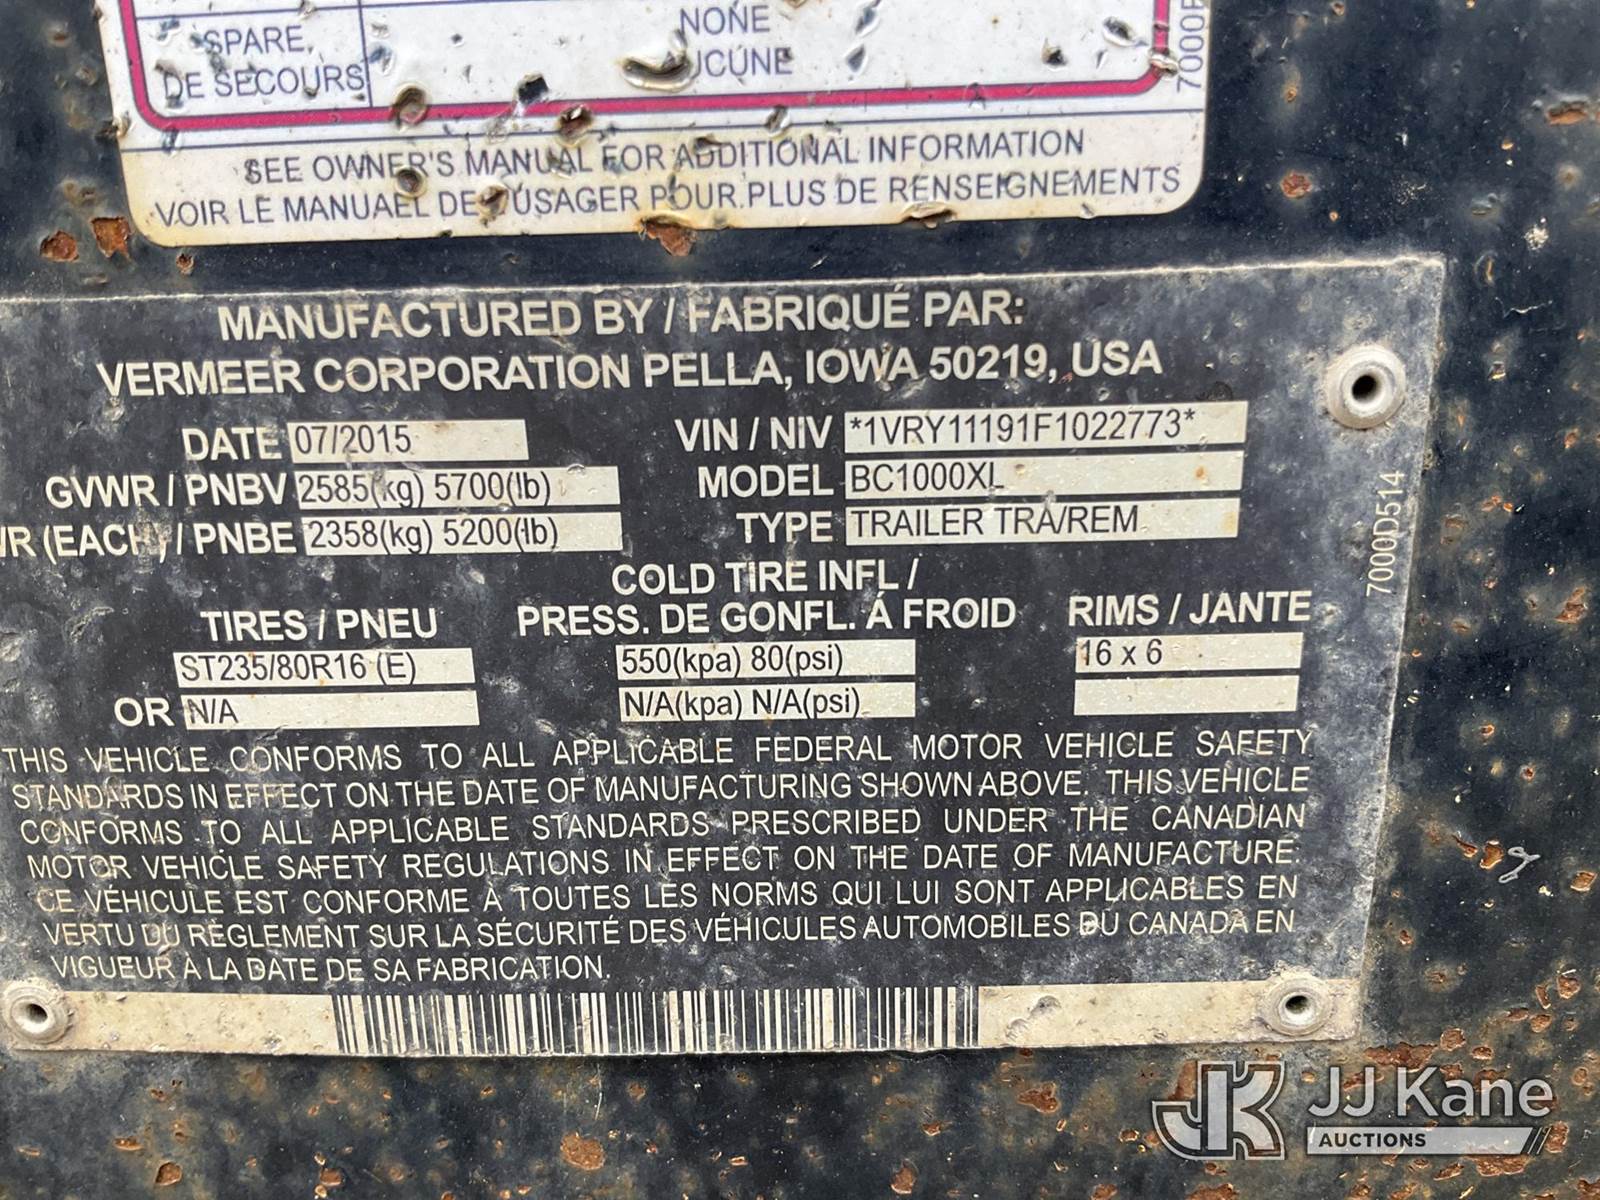 SPARE,
DE SECOURS
NONE
AUCUNE
SEE OWNER'S MANUAL FOR ADDITIONAL INFORMATION
VOIR LE MANUAEL DE L'USAGER POUR PLUS DE RENSEIGNEMENTS
MANUFACTURED BY / FABRIQUÉ PAR:
VERMEER CORPORATION PELLA, IOWA 50219, USA
DATE 07/2015
VIN / NIV *1VRY11191F1022773*
GVWR / PNBV 2585(kg) 5700(lb)
MODEL BC1000XL
(EACH) / PNBE 2358(kg) 5200(lb)
TYPE TRAILER TRA/REM
7000D514
COLD TIRE INFL /
TIRES / PNEU PRESS. DE GONFL. Á FROID RIMS / JANTE
ST235/80R16 (E) 550(kpa) 80(psi) 16 x 6
OR N/A N/A(kpa) N/A(psi)
THIS VEHICLE CONFORMS TO ALL APPLICABLE FEDERAL MOTOR VEHICLE SAFETY
STANDARDS IN EFFECT ON THE DATE OF MANUFACTURING SHOWN ABOVE. THIS VEHICLE
CONFORMS TO ALL APPLICABLE STANDARDS PRESCRIBED UNDER THE CANADIAN
MOTOR VEHICLE SAFETY REGULATIONS IN EFFECT ON THE DATE OF MANUFACTURE.
CE VÉHICULE EST CONFORME À TOUTES LES NORMS QUI LUI SONT APPLICABLES EN
VERTU DU RÈGLEMENT SUR LA SÉCURITÉ DES VÉHICULES AUTOMOBILES DU CANADA EN
VIGUEUR À LA DATE DE SA FABRICATION.
JK JJ Kane
AUCTIONS